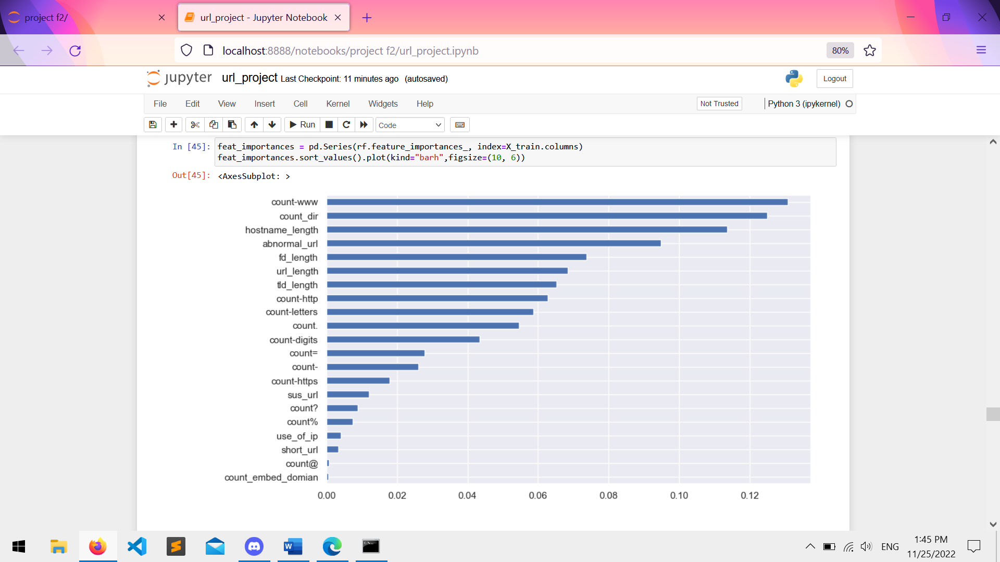 project f2/
url_project - Jupyter Notebook
localhost:8888/notebooks/project f2/url_project.ipynb
80%
jupyter url_project Last Checkpoint: 11 minutes ago (autosaved)
Logout
File Edit View Insert Cell Kernel Widgets Help
Not Trusted
Python 3 (ipykernel)
Run
Code
In [45]: feat_importances = pd.Series(rf.feature_importances_, index=X_train.columns)
feat_importances.sort_values().plot(kind="barh",figsize=(10, 6))
Out[45]: <AxesSubplot: >
count-www
count_dir
hostname_length
abnormal_url
fd_length
url_length
tld_length
count-http
count-letters
count.
count-digits
count=
count-
count-https
sus_url
count?
count%
use_of_ip
short_url
count@
count_embed_domian
0.00 0.02 0.04 0.06 0.08 0.10 0.12
ENG
1:45 PM
11/25/2022